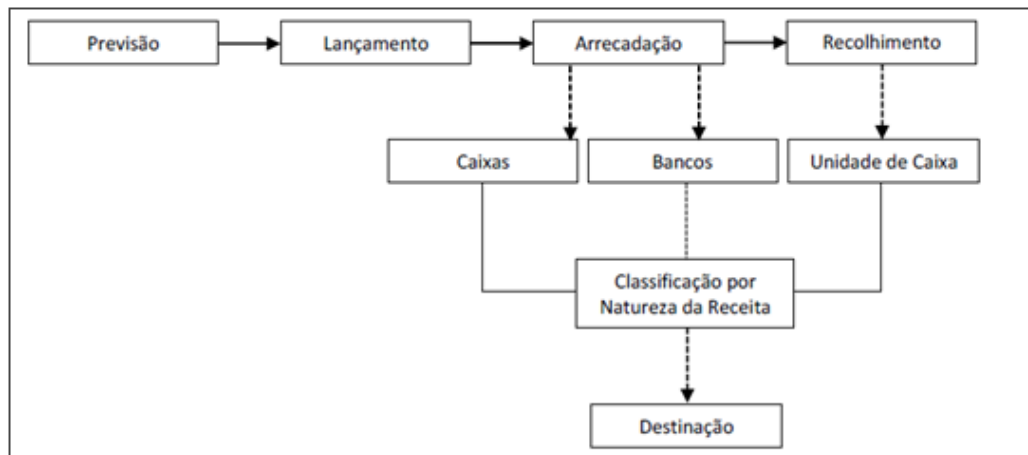 Previsão
Lançamento
Arrecadação
Recolhimento
Caixas
Bancos
Unidade de Caixa
Classificação por
Natureza da Receita
Destinação